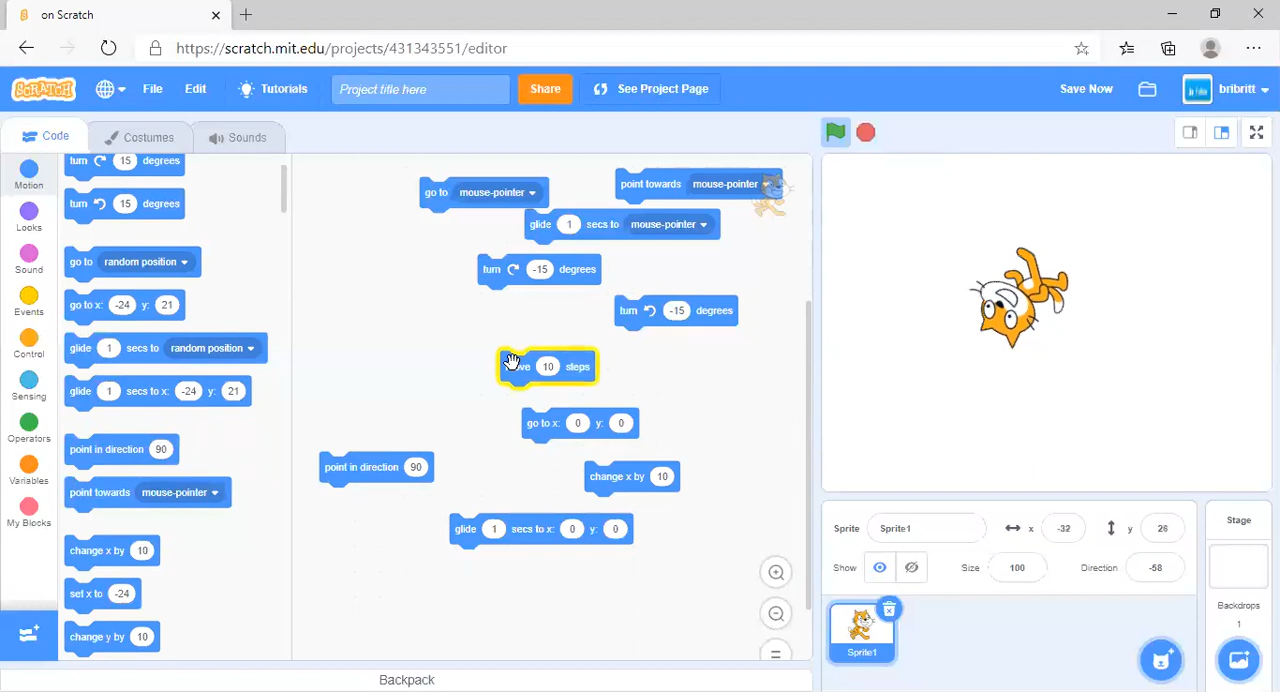 on Scratch
https://scratch.mit.edu/projects/431343551/editor
SCRATCH File Edit Tutorials Project title here Share See Project Page Save Now bribritt
Code Costumes Sounds
Motion
Looks
Sound
Events
Control
Sensing
Operators
Variables
My Blocks
turn 15 degrees
turn 15 degrees
go to random position
go to x: -24 y: 21
glide 1 secs to random position
glide 1 secs to x: -24 y: 21
point in direction 90
point towards mouse-pointer
change x by 10
set x to -24
change y by 10
go to mouse-pointer
point towards mouse-pointer
glide 1 secs to mouse-pointer
turn -15 degrees
turn -15 degrees
10 steps
go to x: 0 y: 0
point in direction 90
change x by 10
glide 1 secs to x: 0 y: 0
Backpack
Sprite Sprite1 x -32 y 26
Show Size 100 Direction -58
Sprite1
Stage
Backdrops
1